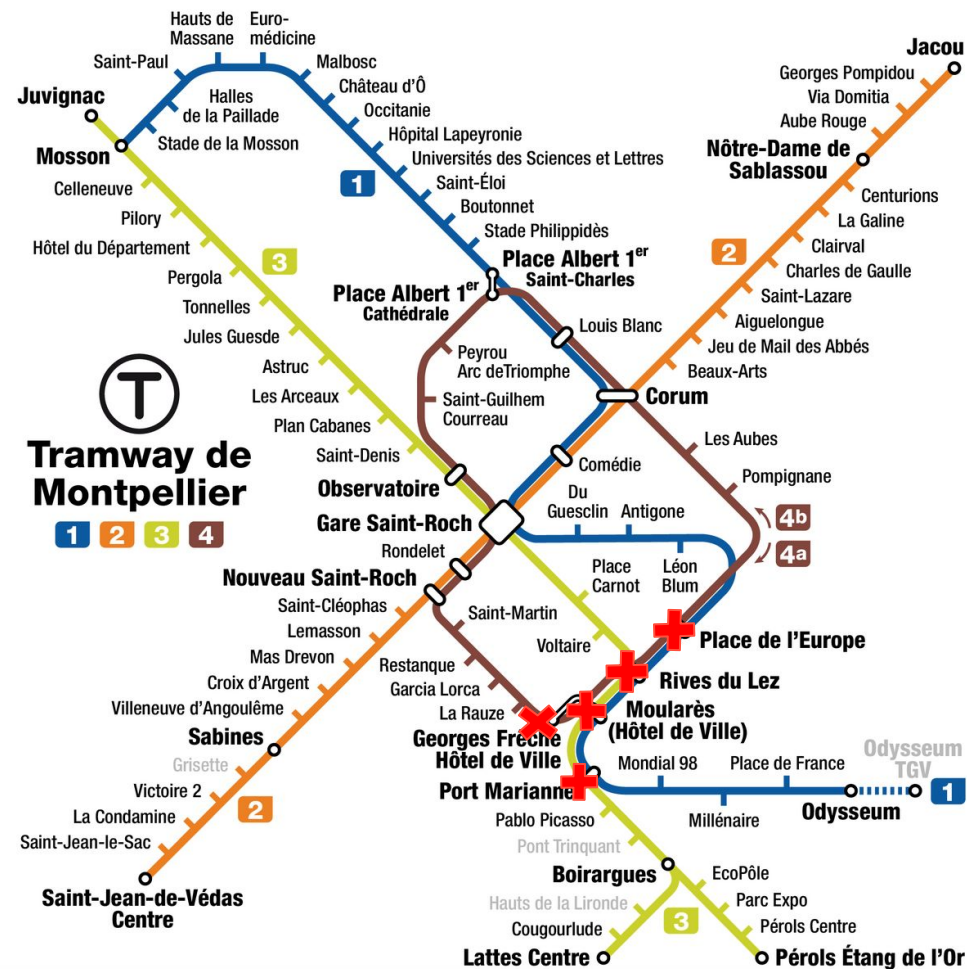 Hauts de
Massane
Euro-
médicine
Saint-Paul
Malbosc
Château d'Ô
Occitanie
Hôpital Lapeyronie
Universités des Sciences et Lettres
Saint-Éloi
Boutonnet
Stade Philippidès
Juvignac
Halles
de la Paillade
Mosson
Stade de la Mosson
1
Jacou
Georges Pompidou
Via Domitia
Aube Rouge
Nôtre-Dame de
Sablassou
Centurions
La Galine
Clairval
Charles de Gaulle
Saint-Lazare
Aiguelongue
Jeu de Mail des Abbés
Beaux-Arts
2
Celleneuve
Pilory
Hôtel du Département
3
Pergola
Tonnelles
Jules Guesde
Astruc
Les Arceaux
Plan Cabanes
Saint-Denis
Observatoire
Gare Saint-Roch
Place Albert 1er
Saint-Charles
Place Albert 1er
Cathédrale
Louis Blanc
Peyrou
Arc deTriomphe
Saint-Guilhem
Courreau
Corum
Comédie
Les Aubes
Pompignane
4b
4a
T
Tramway de
Montpellier
1 2 3 4
Du
Guesclin
Antigone
Place
Carnot
Léon
Blum
Voltaire
Place de l'Europe
Rives du Lez
Moularès
(Hôtel de Ville)
Rondelet
Nouveau Saint-Roch
Saint-Cléophas
Lemasson
Mas Drevon
Croix d'Argent
Villeneuve d'Angoulême
Sabines
Grisette
Victoire 2
2
La Condamine
Saint-Jean-le-Sac
Saint-Jean-de-Védas
Centre
Saint-Martin
Restanque
Garcia Lorca
La Rauze
Georges Frêche
Hôtel de Ville
Port Marianne
Mondial 98
Place de France
Millénaire
Odysseum
Odysseum
TGV
1
Pablo Picasso
Pont Trinquant
Boirargues
Hauts de la Lironde
Cougourlude
3
Lattes Centre
EcoPôle
Parc Expo
Pérols Centre
Pérols Étang de l'Or